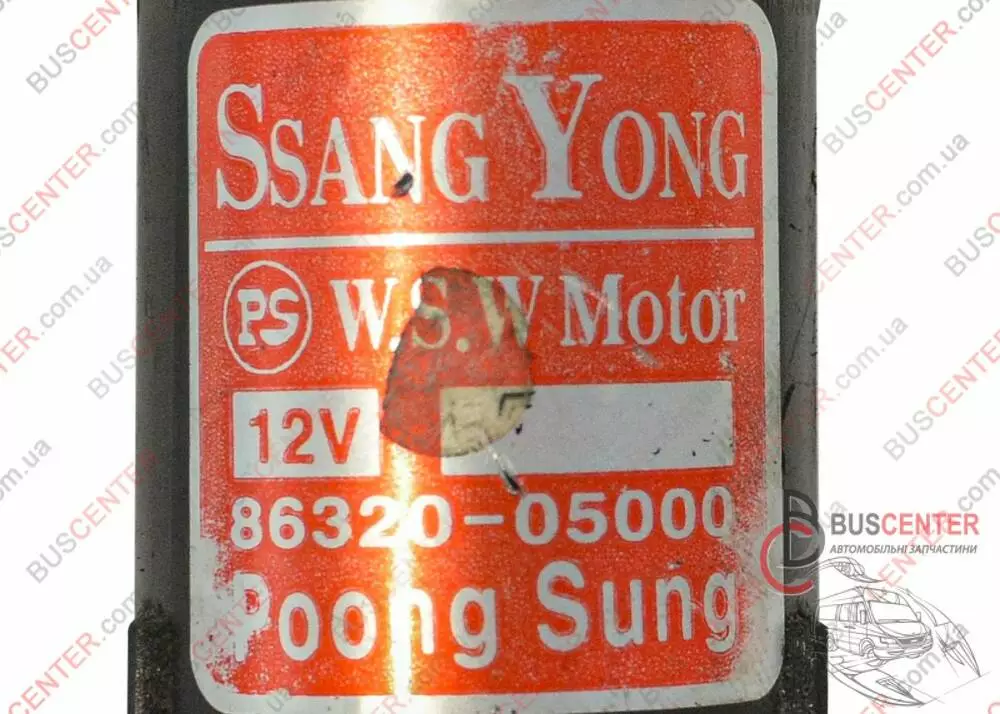 SSANG YONG
PS W.S.W Motor
12V
86320-05000
Poong Sung
BUSCENTER
АВТОМОБІЛЬНІ ЗАПЧАСТИНИ
BUSCENTER.com.ua